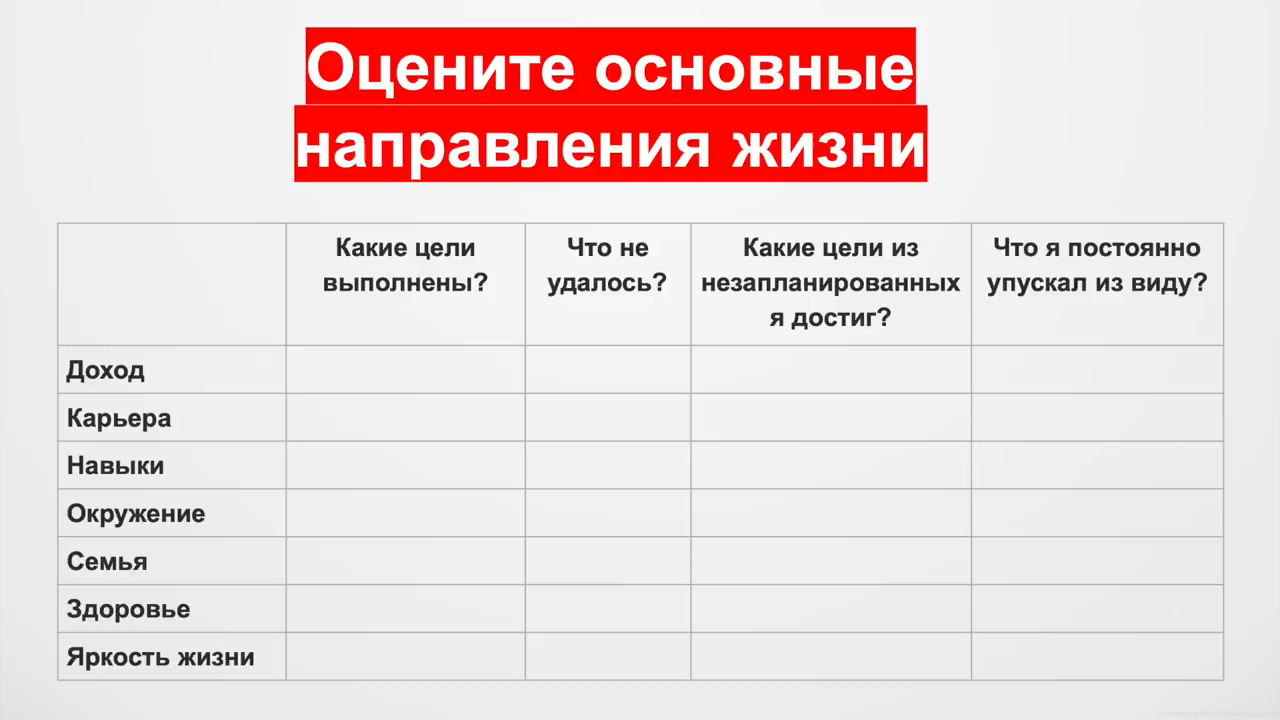 Оцените основные
направления жизни
Какие цели
выполнены?
Что не
удалось?
Какие цели из
незапланированных
я достиг?
Что я постоянно
упускал из виду?
Доход
Карьера
Навыки
Окружение
Семья
Здоровье
Яркость жизни